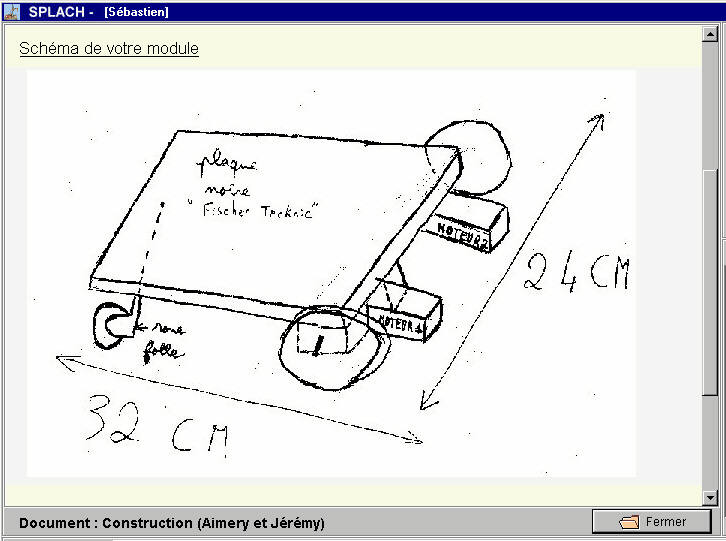 SPLACH - [Sébastien]
Schéma de votre module
plaque
noire
"Fischer Technic"
MOTEUR 2
MOTEUR 1
24 CM
roue
folle
32 CM
Document : Construction (Aimery et Jérémy)
Fermer